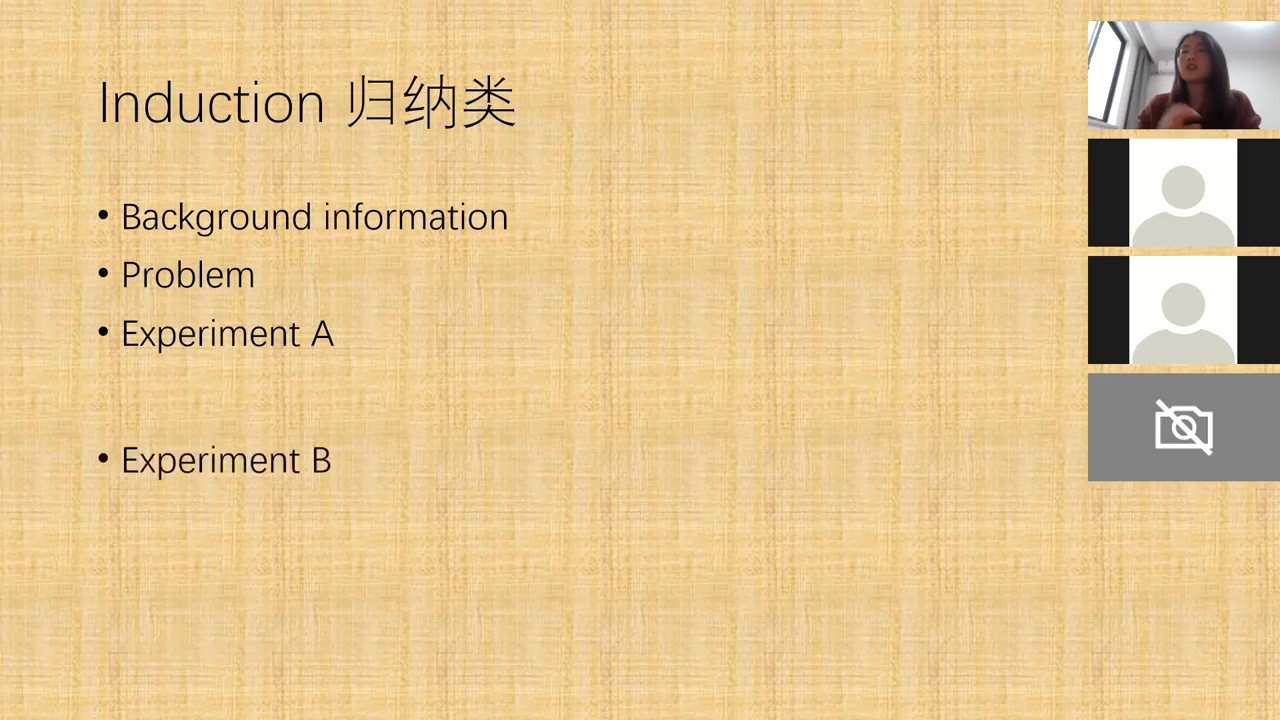 Induction 归纳类
• Background information
• Problem
• Experiment A
• Experiment B